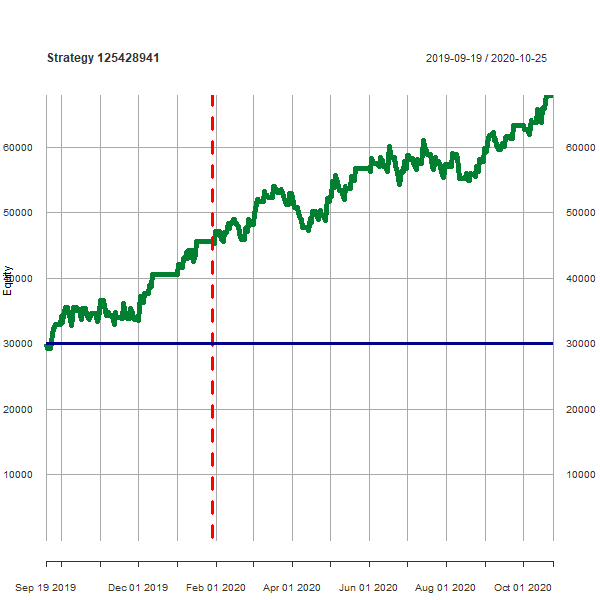 Strategy 125428941 2019-09-19 / 2020-10-25
60000 60000
50000 50000
Equity
40000 40000
30000 30000
20000 20000
10000 10000
Sep 19 2019 Dec 01 2019 Feb 01 2020 Apr 01 2020 Jun 01 2020 Aug 01 2020 Oct 01 2020